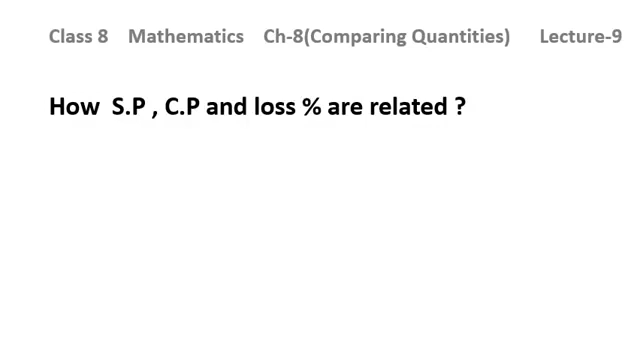 Class 8 Mathematics Ch-8(Comparing Quantities) Lecture-9
How S.P , C.P and loss % are related ?